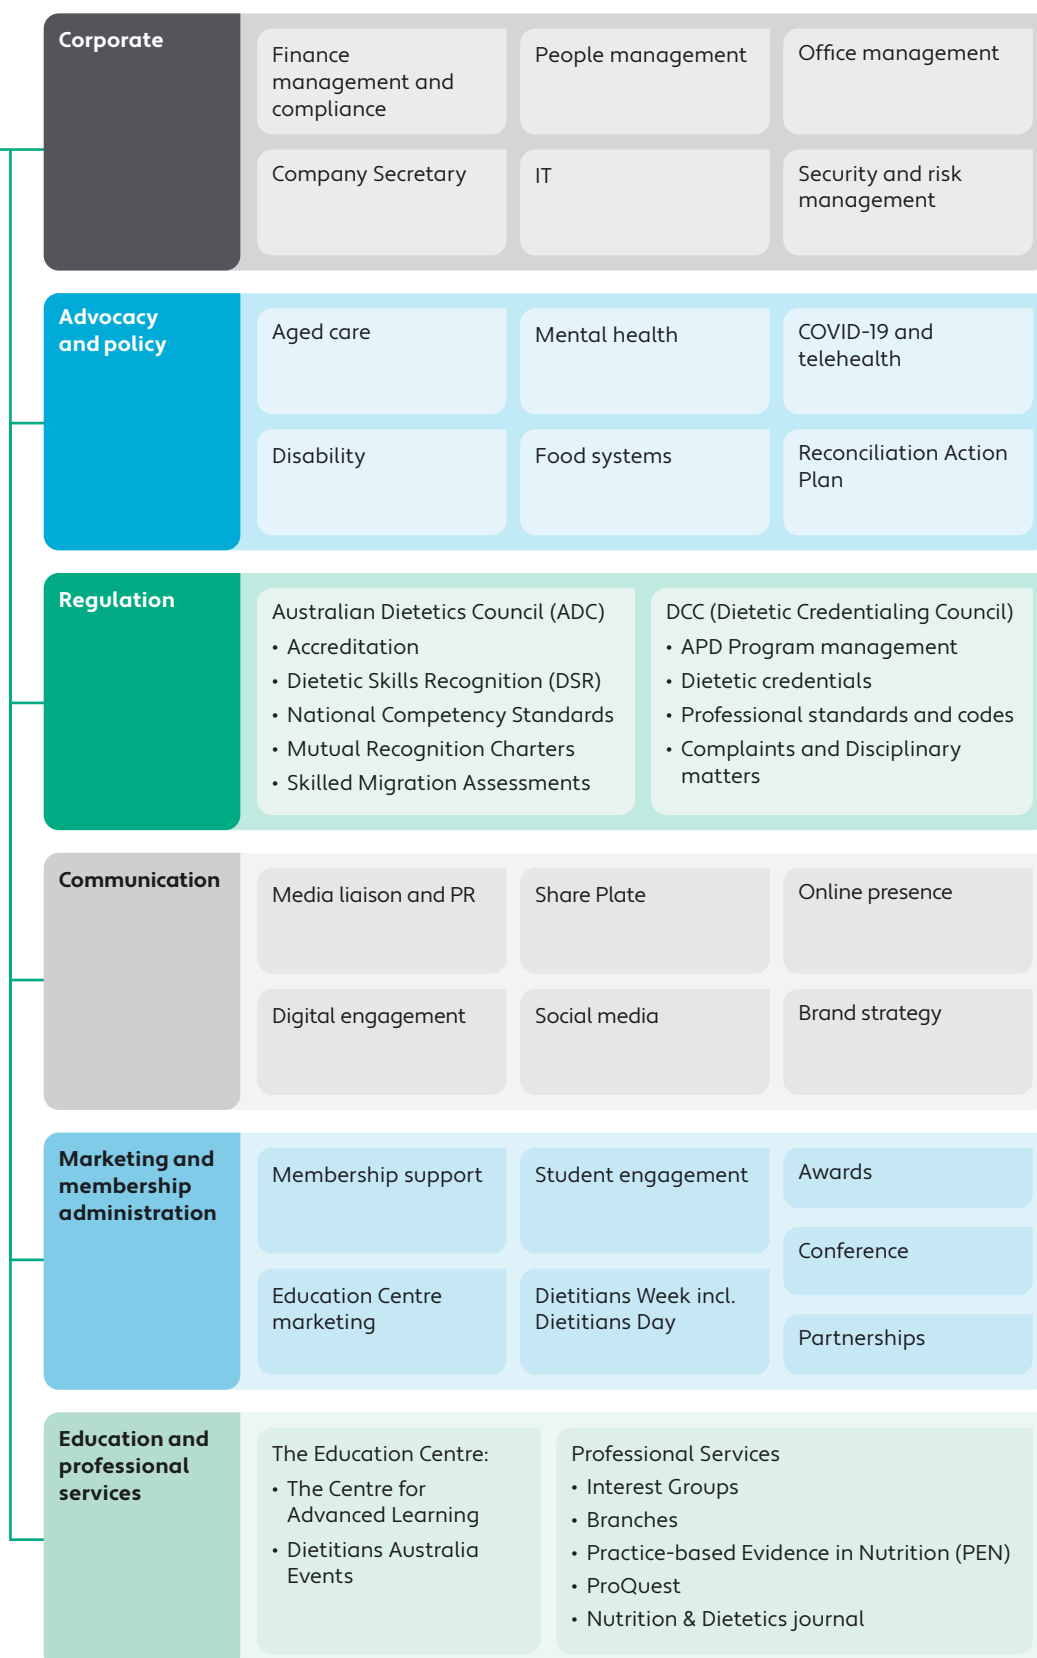 Corporate
Finance
management and
compliance
People management
Office management
Company Secretary
IT
Security and risk
management
Advocacy
and policy
Aged care
Mental health
COVID-19 and
telehealth
Disability
Food systems
Reconciliation Action
Plan
Regulation
Australian Dietetics Council (ADC)
• Accreditation
• Dietetic Skills Recognition (DSR)
• National Competency Standards
• Mutual Recognition Charters
• Skilled Migration Assessments
DCC (Dietetic Credentialing Council)
• APD Program management
• Dietetic credentials
• Professional standards and codes
• Complaints and Disciplinary
matters
Communication
Media liaison and PR
Share Plate
Online presence
Digital engagement
Social media
Brand strategy
Marketing and
membership
administration
Membership support
Student engagement
Awards
Conference
Education Centre
marketing
Dietitians Week incl.
Dietitians Day
Partnerships
Education and
professional
services
The Education Centre:
• The Centre for
Advanced Learning
• Dietitians Australia
Events
Professional Services
• Interest Groups
• Branches
• Practice-based Evidence in Nutrition (PEN)
• ProQuest
• Nutrition & Dietetics journal